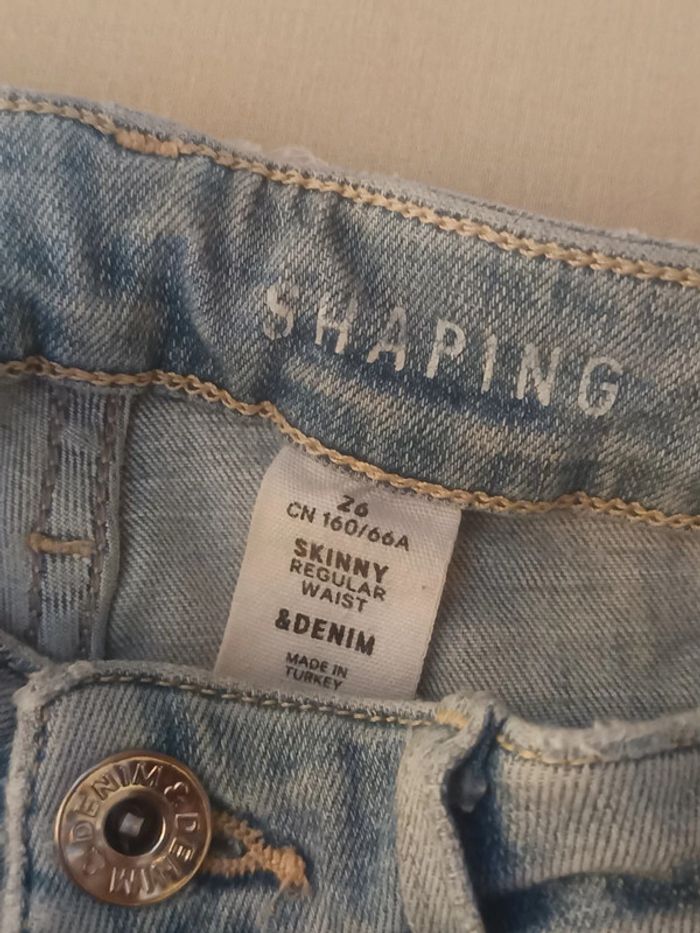 SHAPING
26
CN 160/66A
SKINNY
REGULAR
WAIST
&DENIM
MADE IN
TURKEY
DENIM & DENIM &